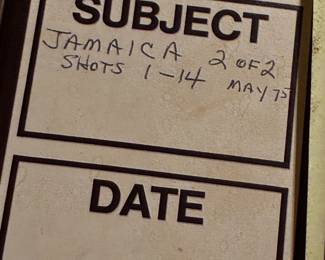 SUBJECT
JAMAICA 2 OF 2
SHOTS 1-14 MAY 75
DATE